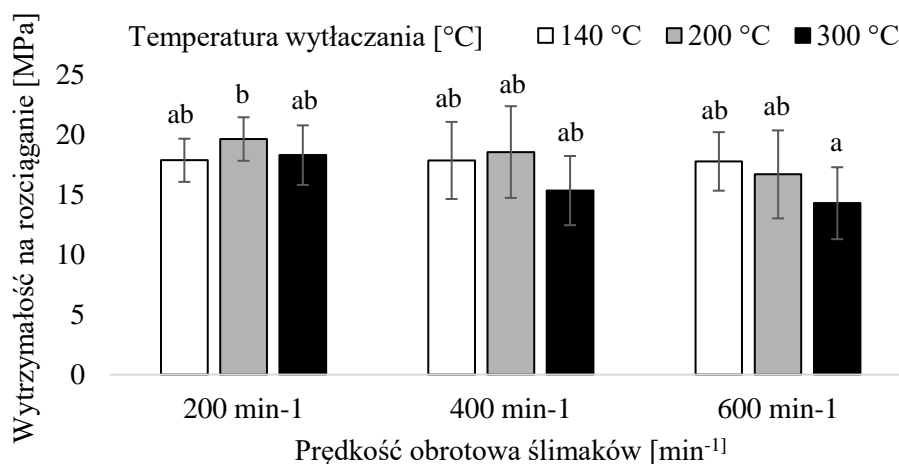 Temperatura wytłaczania [°C] 140 °C 200 °C 300 °C
Wytrzymałość na rozciąganie [MPa]
25
20
15
10
5
0
ab b ab ab ab ab ab ab a
200 min-1 400 min-1 600 min-1
Prędkość obrotowa ślimaków [min⁻¹]